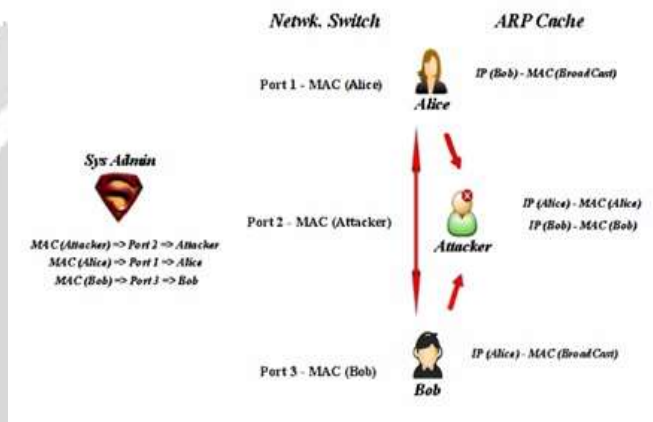 Netwk. Switch
ARP Cache
Port 1 - MAC (Alice)
Alice
IP (Bob) - MAC (BroadCast)
Sys Admin
MAC (Attacker) => Port 2 => Attacker
MAC (Alice) => Port 1 => Alice
MAC (Bob) => Port 3 => Bob
Port 2 - MAC (Attacker)
Attacker
IP (Alice) - MAC (Alice)
IP (Bob) - MAC (Bob)
Port 3 - MAC (Bob)
Bob
IP (Alice) - MAC (BroadCast)